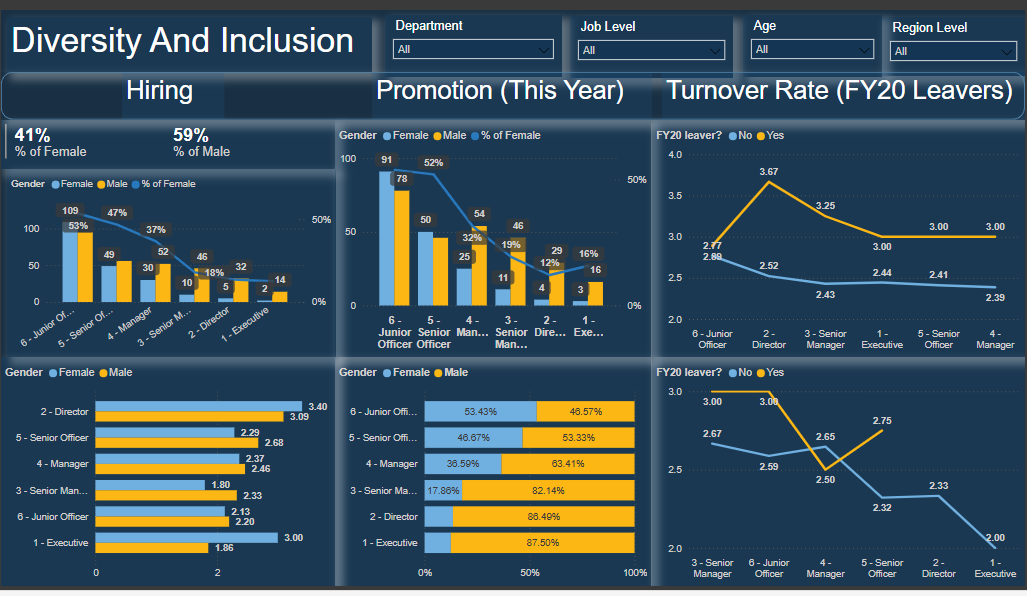 Diversity And Inclusion
Department
All
Job Level
All
Age
All
Region Level
All
Hiring
Promotion (This Year)
Turnover Rate (FY20 Leavers)
41%
% of Female
59%
% of Male
Gender Female Male % of Female
100
50
0
50%
0%
109
53%
49
47%
30
37%
52
10
46
18%
5
32
2
14
6 - Junior Of...
5 - Senior Of...
4 - Manager
3 - Senior M...
2 - Director
1 - Executive
Gender Female Male % of Female
100
50
0
50%
0%
91
78
52%
50
54
32%
25
46
19%
11
29
12%
4
16%
16
3
6 - Junior Officer
5 - Senior Officer
4 - Man...
3 - Senior Man...
2 - Dire...
1 - Exe...
FY20 leaver? No Yes
4.0
3.5
3.0
2.5
2.0
3.67
3.25
3.00
3.00
3.00
2.77
2.52
2.43
2.44
2.41
2.39
6 - Junior Officer
2 - Director
3 - Senior Manager
1 - Executive
5 - Senior Officer
4 - Manager
Gender Female Male
2 - Director 3.40
3.09
5 - Senior Officer 2.29
2.68
4 - Manager 2.37
2.46
3 - Senior Man... 1.80
2.33
6 - Junior Officer 2.13
2.20
1 - Executive 3.00
1.86
0 2
Gender Female Male
6 - Junior Offi... 53.43% 46.57%
5 - Senior Offi... 46.67% 53.33%
4 - Manager 36.59% 63.41%
3 - Senior Ma... 17.86% 82.14%
2 - Director 86.49%
1 - Executive 87.50%
0% 50% 100%
FY20 leaver? No Yes
3.0
2.5
2.0
3.00
3.00
2.67
2.59
2.65
2.50
2.75
2.32
2.33
2.00
3 - Senior Manager
6 - Junior Officer
4 - Manager
5 - Senior Officer
2 - Director
1 - Executive